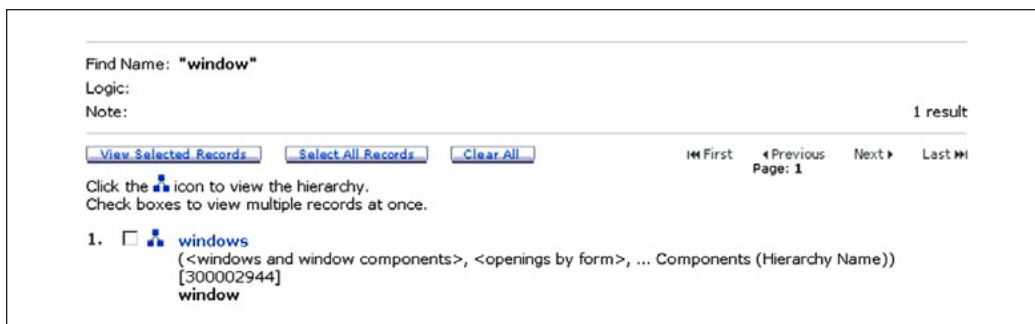 Find Name: "window"
Logic:
Note: 1 result
View Selected Records Select All Records Clear All First Previous Next Last
Page: 1
Click the icon to view the hierarchy.
Check boxes to view multiple records at once.
1. windows
(<windows and window components>, <openings by form>, ... Components (Hierarchy Name))
[300002944]
window